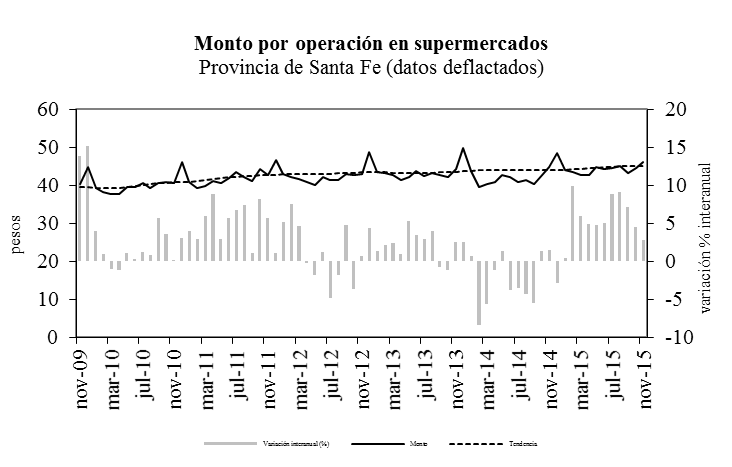 Monto por operación en supermercados
Provincia de Santa Fe (datos deflactados)
60
50
40
30
20
10
0
pesos
20
15
10
5
0
-5
-10
variación % interanual
nov-09
mar-10
jul-10
nov-10
mar-11
jul-11
nov-11
mar-12
jul-12
nov-12
mar-13
jul-13
nov-13
mar-14
jul-14
nov-14
mar-15
jul-15
nov-15
Variación interanual (%)
Monto
Tendencia